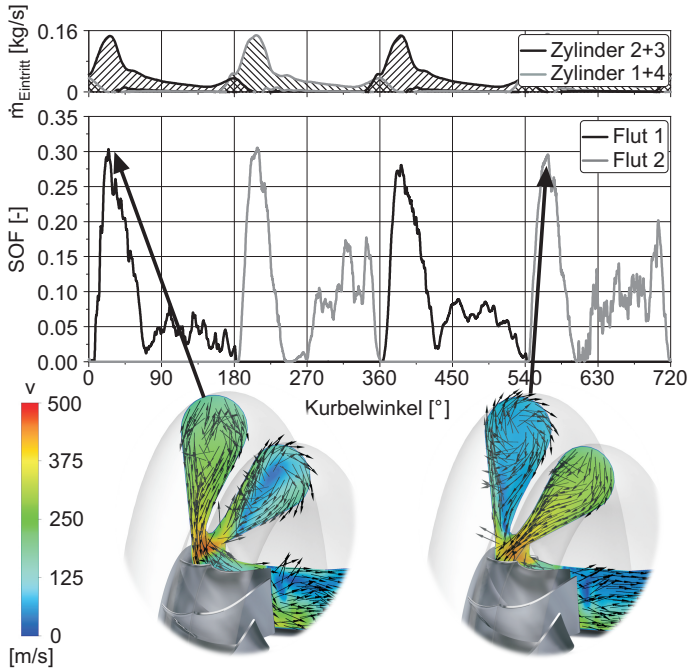 ṁEintritt [kg/s]
0.16
0
Zylinder 2+3
Zylinder 1+4
SOF [-]
0.30
0.25
0.20
0.15
0.10
0.05
0.00
Flut 1
Flut 2
0 90 180 270 360 450 540 630 720
Kurbelwinkel [°]
v
500
375
250
125
0
[m/s]